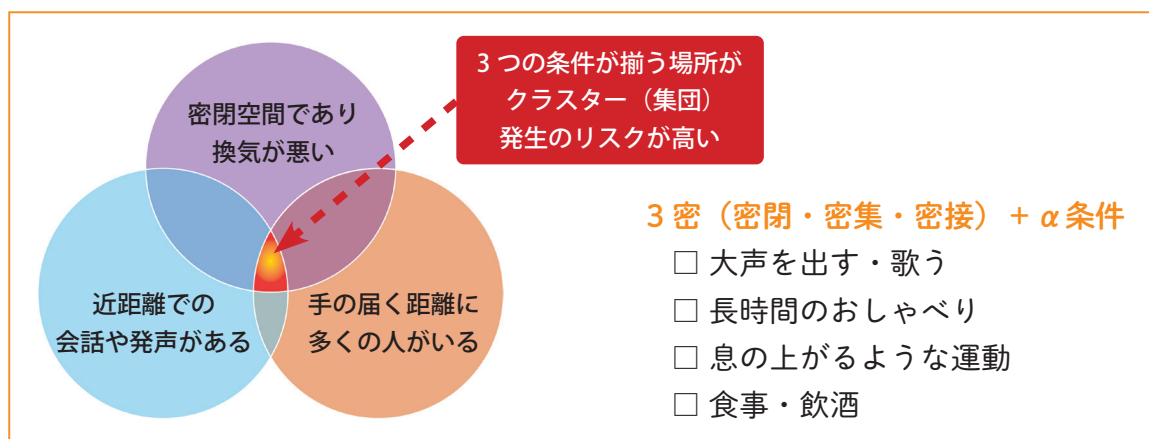 密閉空間であり
換気が悪い
3つの条件が揃う場所が
クラスター（集団）
発生のリスクが高い
近距離での
会話や発声がある
手の届く距離に
多くの人がいる
3密（密閉・密集・密接）+ α条件
□ 大声を出す・歌う
□ 長時間のおしゃべり
□ 息の上がるような運動
□ 食事・飲酒